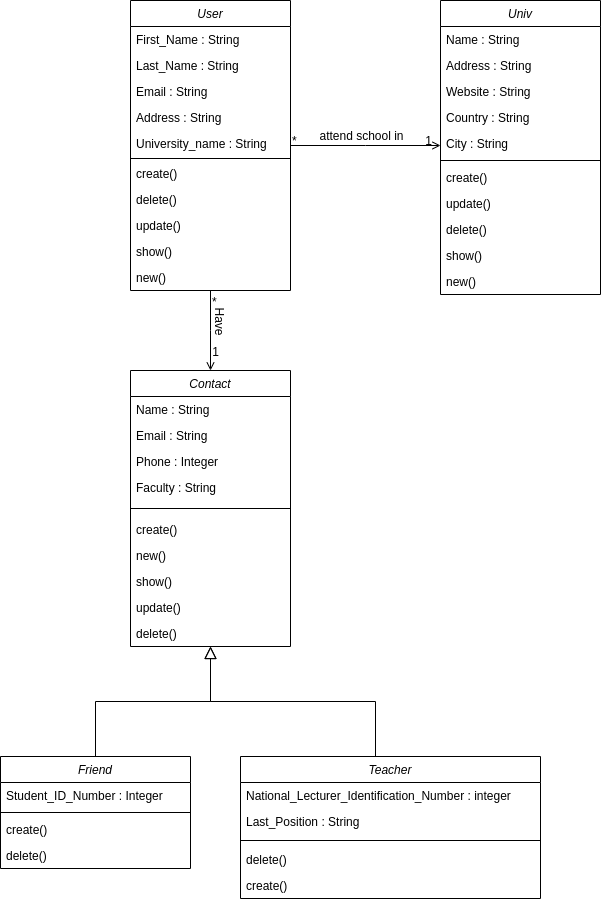 User
First_Name : String
Last_Name : String
Email : String
Address : String
University_name : String
create()
delete()
update()
show()
new()
* attend school in 1
Univ
Name : String
Address : String
Website : String
Country : String
City : String
create()
update()
delete()
show()
new()
*
Have
1
Contact
Name : String
Email : String
Phone : Integer
Faculty : String
create()
new()
show()
update()
delete()
Friend
Student_ID_Number : Integer
create()
delete()
Teacher
National_Lecturer_Identification_Number : integer
Last_Position : String
delete()
create()